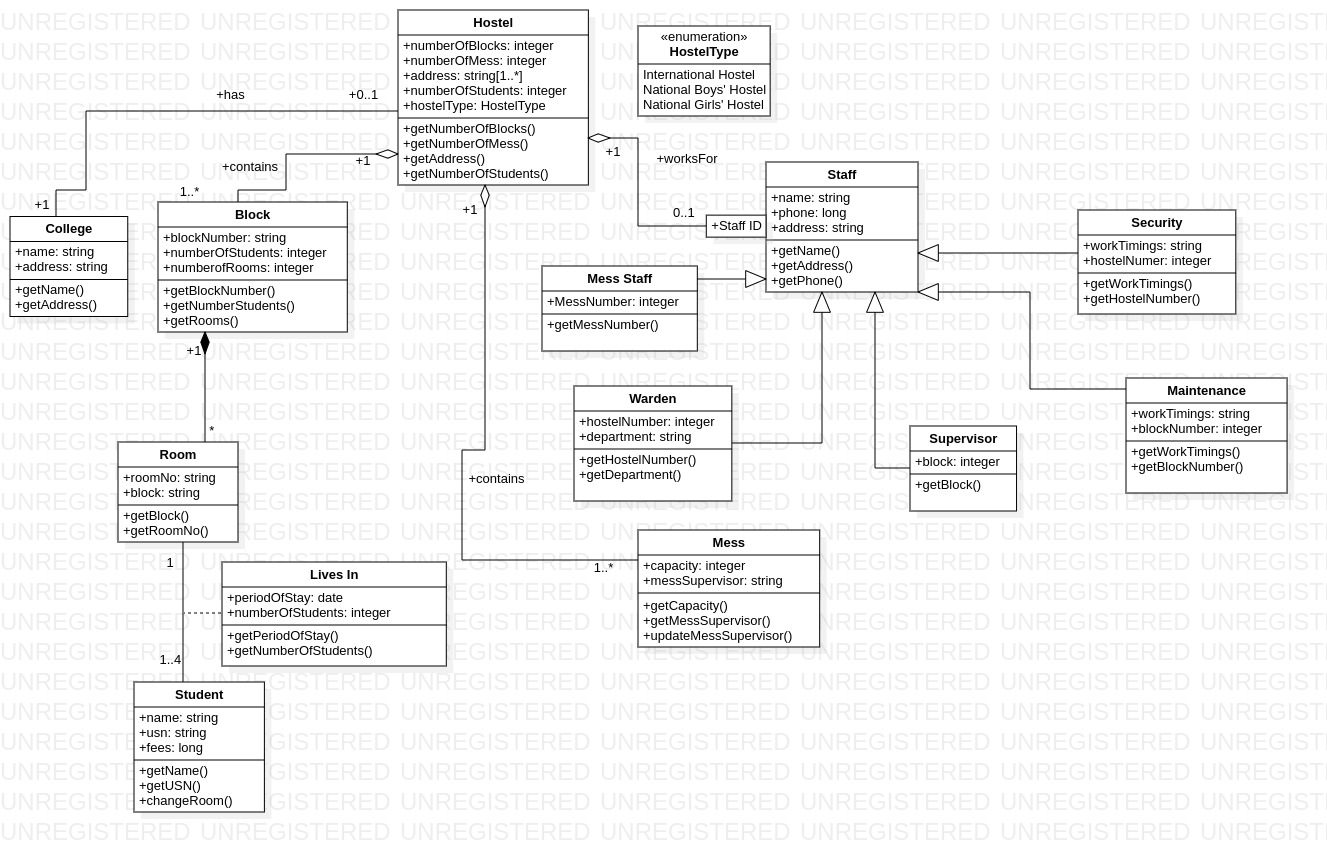 Hostel
+numberOfBlocks: integer
+numberOfMess: integer
+address: string[1..*]
+numberOfStudents: integer
+hostelType: HostelType
+getNumberOfBlocks()
+getNumberOfMess()
+getAddress()
+getNumberOfStudents()
«enumeration»
HostelType
International Hostel
National Boys' Hostel
National Girls' Hostel
+has
+0..1
+1
+contains
+1
1..*
+1
+worksFor
0..1
+Staff ID
+1
College
+name: string
+address: string
+getName()
+getAddress()
Block
+blockNumber: string
+numberOfStudents: integer
+numberofRooms: integer
+getBlockNumber()
+getNumberStudents()
+getRooms()
Staff
+name: string
+phone: long
+address: string
+getName()
+getAddress()
+getPhone()
Security
+workTimings: string
+hostelNumer: integer
+getWorkTimings()
+getHostelNumber()
Mess Staff
+MessNumber: integer
+getMessNumber()
+1
*
Warden
+hostelNumber: integer
+department: string
+getHostelNumber()
+getDepartment()
Supervisor
+block: integer
+getBlock()
Maintenance
+workTimings: string
+blockNumber: integer
+getWorkTimings()
+getBlockNumber()
Room
+roomNo: string
+block: string
+getBlock()
+getRoomNo()
+contains
1..*
Mess
+capacity: integer
+messSupervisor: string
+getCapacity()
+getMessSupervisor()
+updateMessSupervisor()
1
Lives In
+periodOfStay: date
+numberOfStudents: integer
+getPeriodOfStay()
+getNumberOfStudents()
1..4
Student
+name: string
+usn: string
+fees: long
+getName()
+getUSN()
+changeRoom()
UNREGISTERED